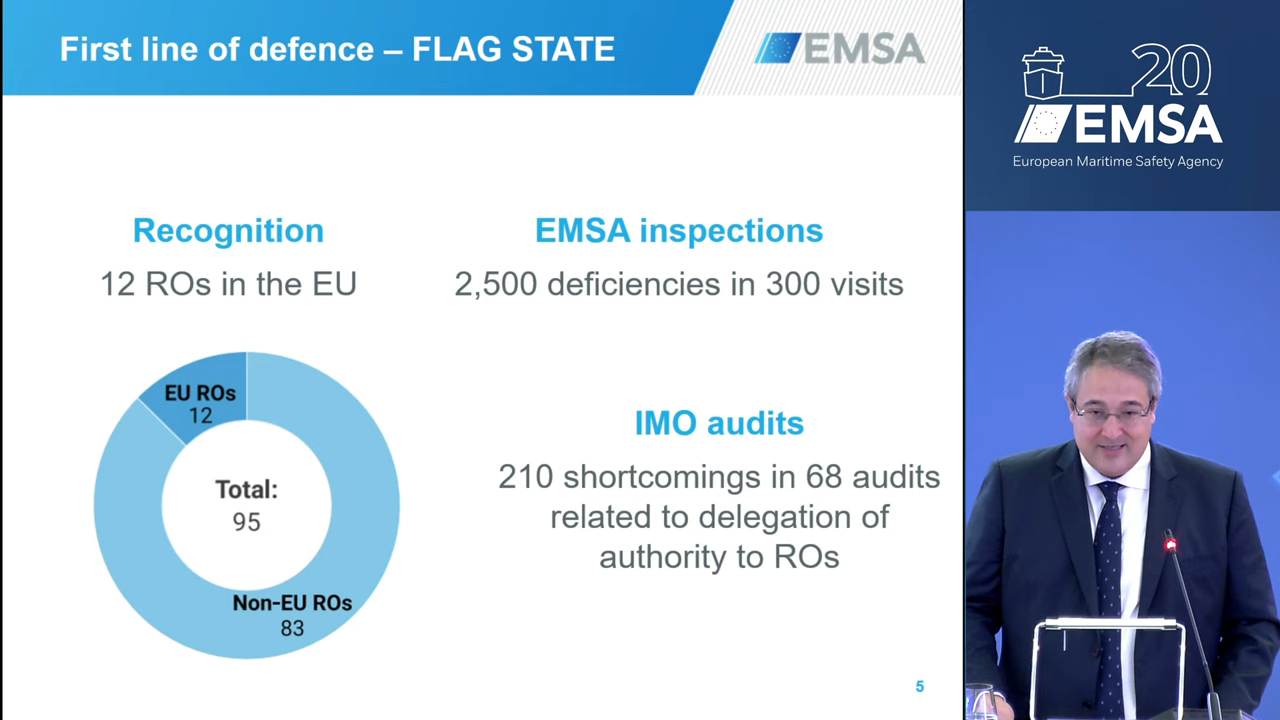 First line of defence – FLAG STATE
EMSA
20
EMSA
European Maritime Safety Agency
Recognition
12 ROs in the EU
EMSA inspections
2,500 deficiencies in 300 visits
EU ROs
12
Total:
95
Non-EU ROs
83
IMO audits
210 shortcomings in 68 audits
related to delegation of
authority to ROs
5